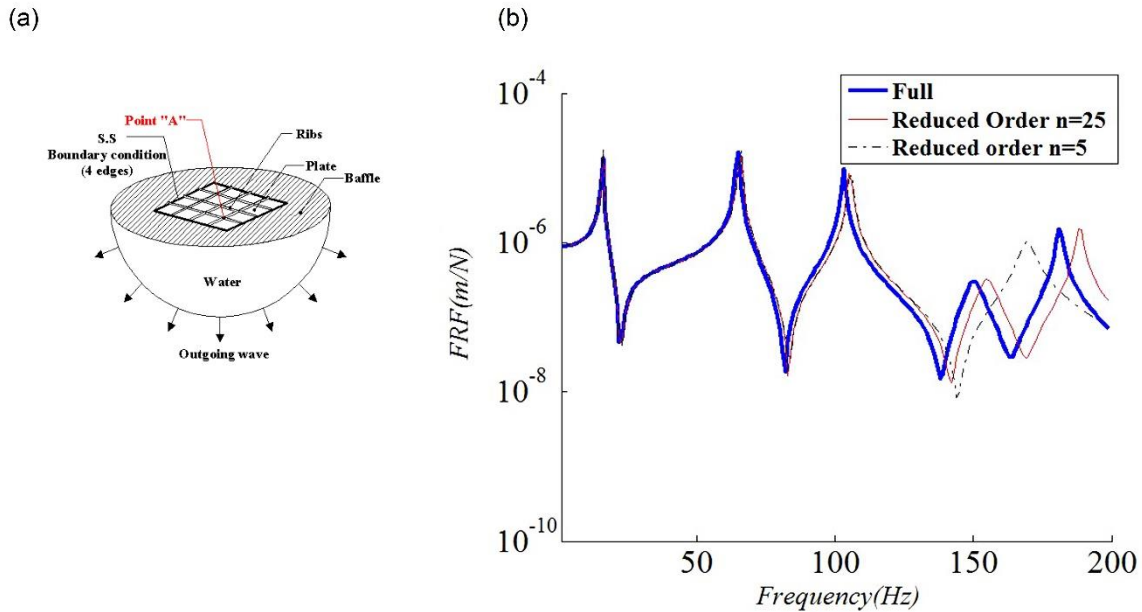 (a)
Point "A"
S.S
Boundary condition
(4 edges)
Ribs
Plate
Baffle
Water
Outgoing wave
(b)
Full
Reduced Order n=25
Reduced order n=5
FRF(m/N)
10-4
10-6
10-8
10-10
50
100
150
200
Frequency(Hz)